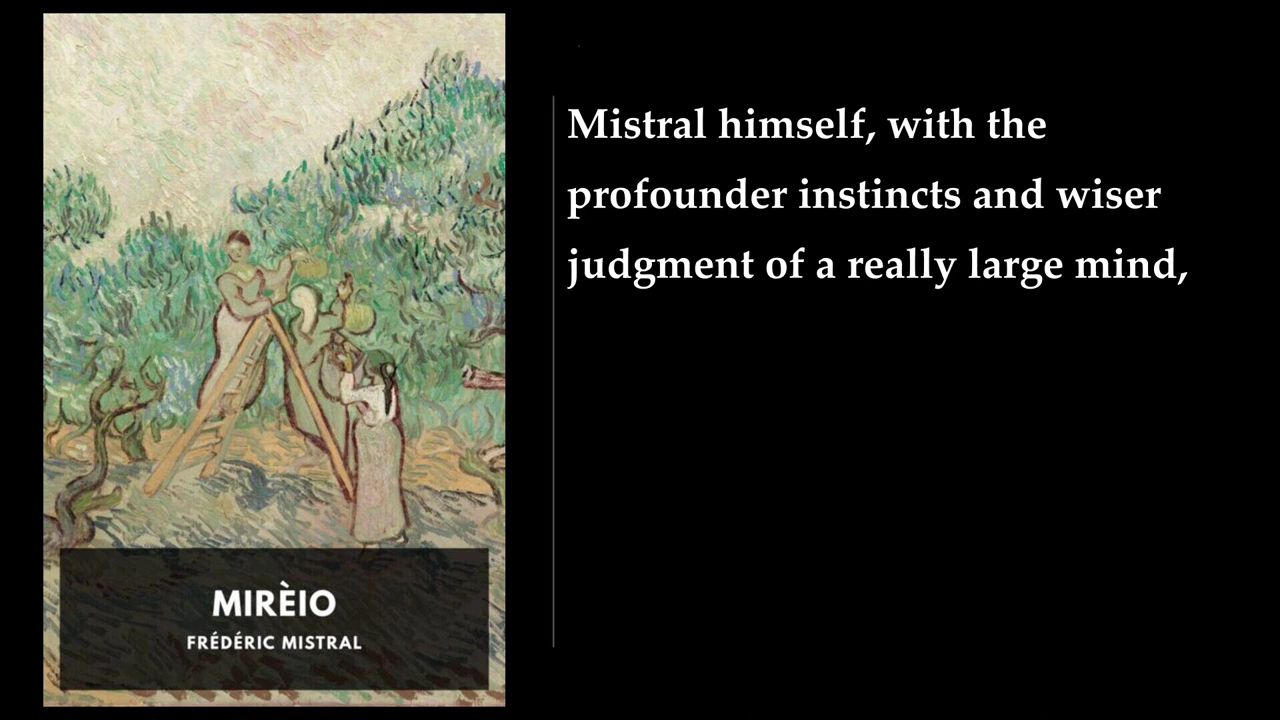 Mistral himself, with the
profounder instincts and wiser
judgment of a really large mind,
MIRÈIO
FRÉDÉRIC MISTRAL